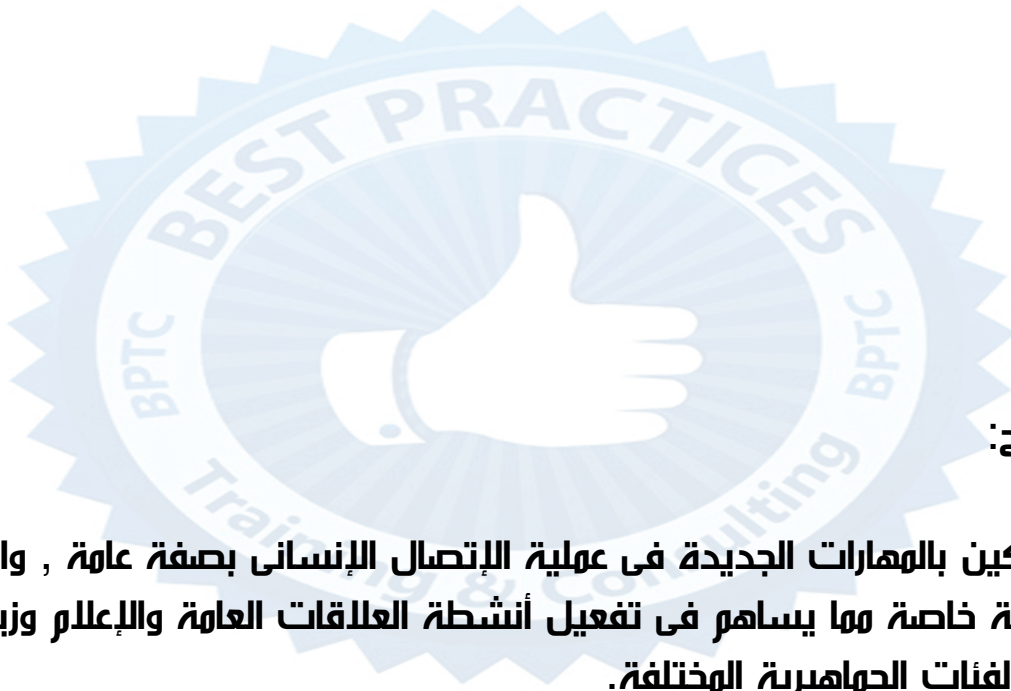 BEST PRACTICES
BPTC
BPTC
Training & Consulting
كين بالمهارات الجديدة فى عملية الإتصال الإنسانى بصفة عامة , وا
ة خاصة مما يساهم فى تفعيل أنشطة العلاقات العامة والإعلام وزي
لفئات الجماهيرية المختلفة.